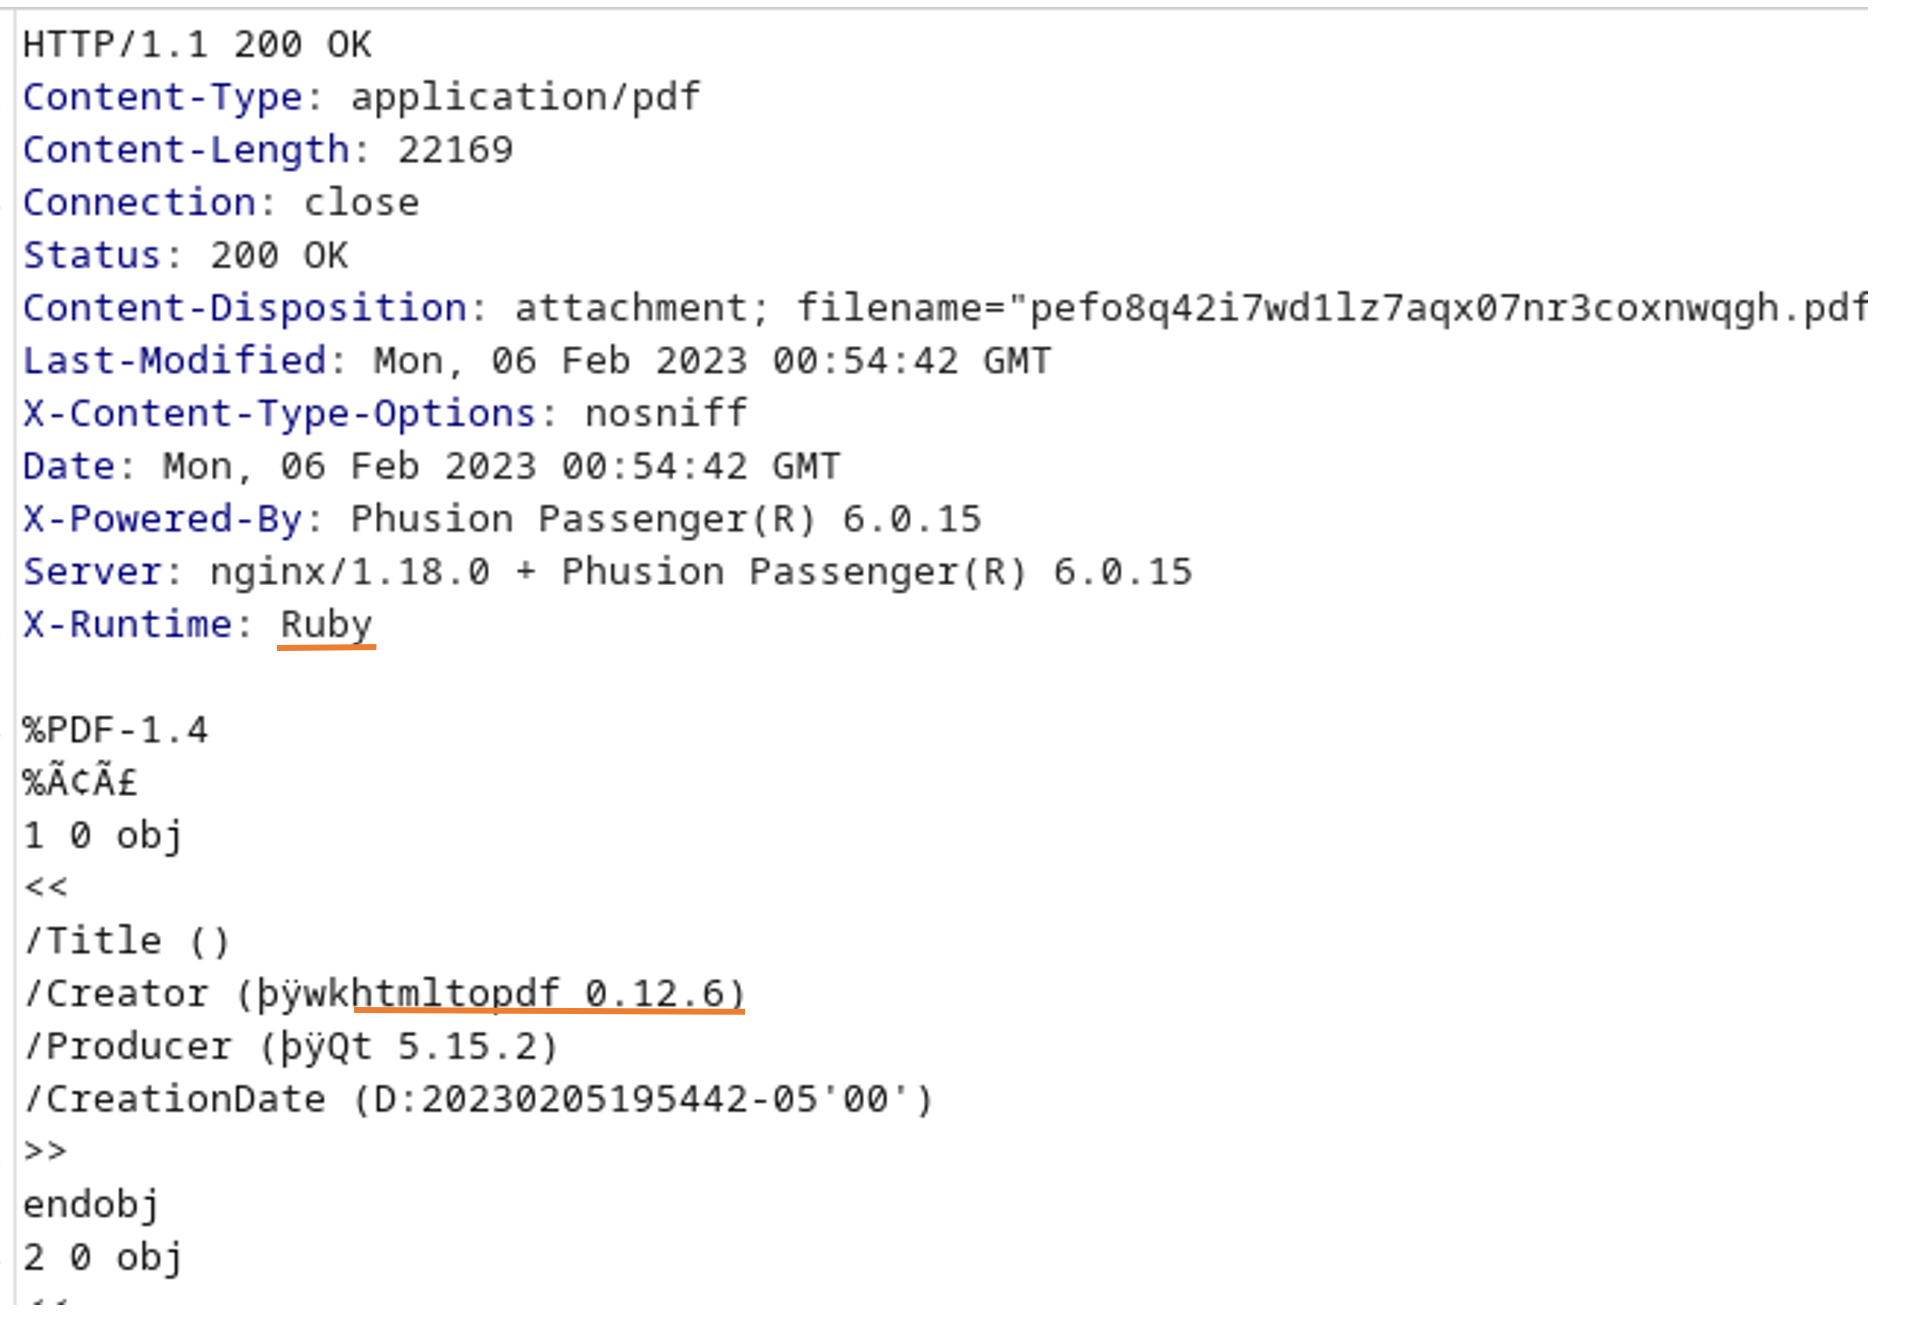 HTTP/1.1 200 OK
Content-Type: application/pdf
Content-Length: 22169
Connection: close
Status: 200 OK
Content-Disposition: attachment; filename="pefo8q42i7wd1lz7aqx07nr3coxnwqgh.pdf
Last-Modified: Mon, 06 Feb 2023 00:54:42 GMT
X-Content-Type-Options: nosniff
Date: Mon, 06 Feb 2023 00:54:42 GMT
X-Powered-By: Phusion Passenger(R) 6.0.15
Server: nginx/1.18.0 + Phusion Passenger(R) 6.0.15
X-Runtime: Ruby
%PDF-1.4
%Ã¢Ã£
1 0 obj
<<
/Title ()
/Creator (þÿwkhtmltopdf 0.12.6)
/Producer (þÿQt 5.15.2)
/CreationDate (D:20230205195442-05'00')
>>
endobj
2 0 obj